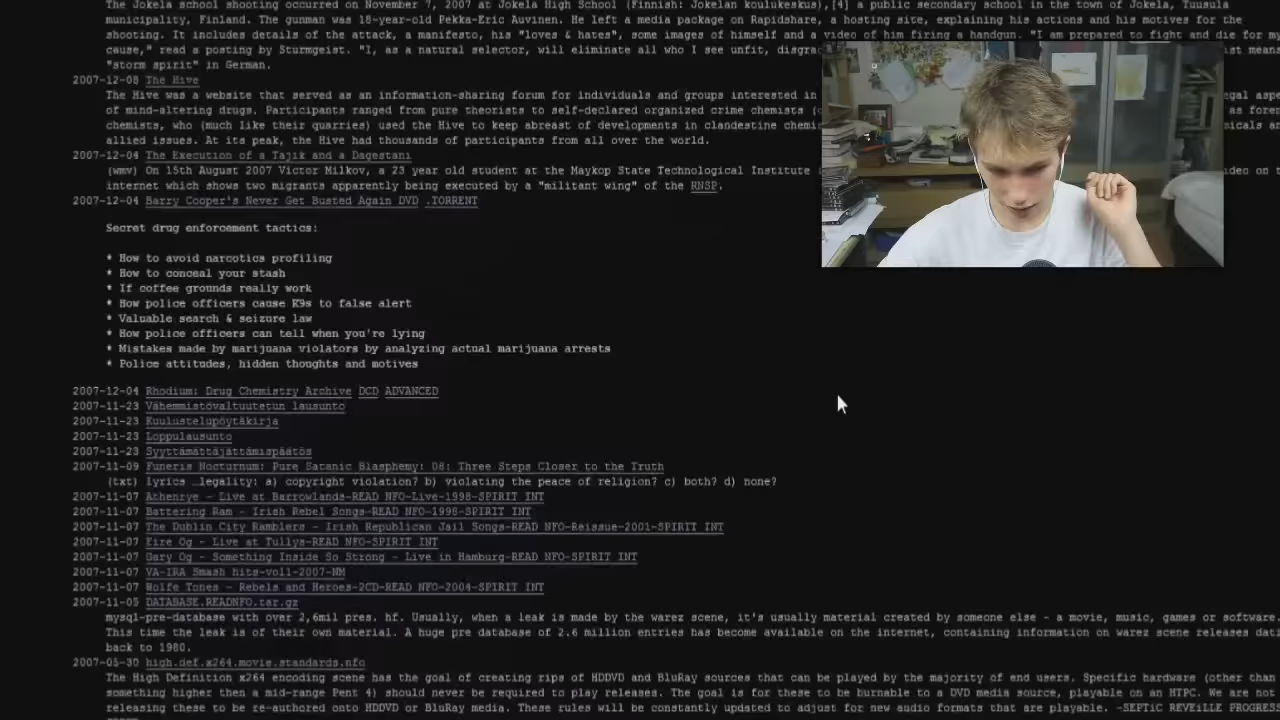 The Jokela school shooting occurred on November 7, 2007 at Jokela High School (Finnish: Jokelan koulukeskus),[4] a public secondary school in the town of Jokela, Tuusula
municipality, Finland. The gunman was 18-year-old Pekka-Eric Auvinen. He left a media package on Rapidshare, a hosting site, explaining his actions and his motives for the
shooting. It includes details of the attack, a manifesto, his "loves & hates", some images of himself and a video of him firing a handgun. "I am prepared to fight and die for my
cause," read a posting by Sturmgeist. "I, as a natural selector, will eliminate all who I see unfit, disgra ist means
"storm spirit" in German.
2007-12-08 The Hive
The Hive was a website that served as an information-sharing forum for individuals and groups interested in egal aspe
of mind-altering drugs. Participants ranged from pure theorists to self-declared organized crime chemists (c as foren
chemists, who (much like their quarries) used the Hive to keep abreast of developments in clandestine chemic micals an
allied issues. At its peak, the Hive had thousands of participants from all over the world.
2007-12-04 The Execution of a Tajik and a Dagestani
(wmv) On 15th August 2007 Victor Milkov, a 23 year old student at the Maykop State Technological Institute ideo on t
internet which shows two migrants apparently being executed by a "militant wing" of the RNSP.
2007-12-04 Barry Cooper's Never Get Busted Again DVD .TORRENT
Secret drug enforcement tactics:
* How to avoid narcotics profiling
* How to conceal your stash
* If coffee grounds really work
* How police officers cause K9s to false alert
* Valuable search & seizure law
* How police officers can tell when you're lying
* Mistakes made by marijuana violators by analyzing actual marijuana arrests
* Police attitudes, hidden thoughts and motives
2007-12-04 Rhodium: Drug Chemistry Archive DCD ADVANCED
2007-11-23 Vähemmistövaltuutetun lausunto
2007-11-23 Kuulustelupöytäkirja
2007-11-23 Loppulausunto
2007-11-23 Syyttämättäjättämispäätös
2007-11-09 Funeris Nocturnum: Pure Satanic Blasphemy: 08: Three Steps Closer to the Truth
(txt) lyrics …legality: a) copyright violation? b) violating the peace of religion? c) both? d) none?
2007-11-07 Athenrye - Live at Barrowlands-READ NFO-Live-1998-SPIRIT INT
2007-11-07 Battering Ram - Irish Rebel Songs-READ NFO-1998-SPIRIT INT
2007-11-07 The Dublin City Ramblers - Irish Republican Jail Songs-READ NFO-Reissue-2001-SPIRIT INT
2007-11-07 Eire Og - Live at Tullys-READ NFO-SPIRIT INT
2007-11-07 Gary Og - Something Inside So Strong - Live in Hamburg-READ NFO-SPIRIT INT
2007-11-07 VA-IRA Smash hits-vol1-2007-NM
2007-11-07 Wolfe Tones - Rebels and Heroes-2CD-READ NFO-2004-SPIRIT INT
2007-11-05 DATABASE.READNFO.tar.gz
mysql-pre-database with over 2,6mil pres. hf. Usually, when a leak is made by the warez scene, it's usually material created by someone else - a movie, music, games or software.
This time the leak is of their own material. A huge pre database of 2.6 million entries has become available on the internet, containing information on warez scene releases dati
back to 1980.
2007-05-30 high.def.x264.movie.standards.nfo
The High Definition x264 encoding scene has the goal of creating rips of HDDVD and BluRay sources that can be played by the majority of end users. Specific hardware (other than
something higher then a mid-range Pent 4) should never be required to play releases. The goal is for these to be burnable to a DVD media source, playable on an HTPC. We are not
releasing these to be re-authored onto HDDVD or BluRay media. These rules will be constantly updated to adjust for new audio formats that are playable. -SEPTiC REVEiLLE PROGRESS